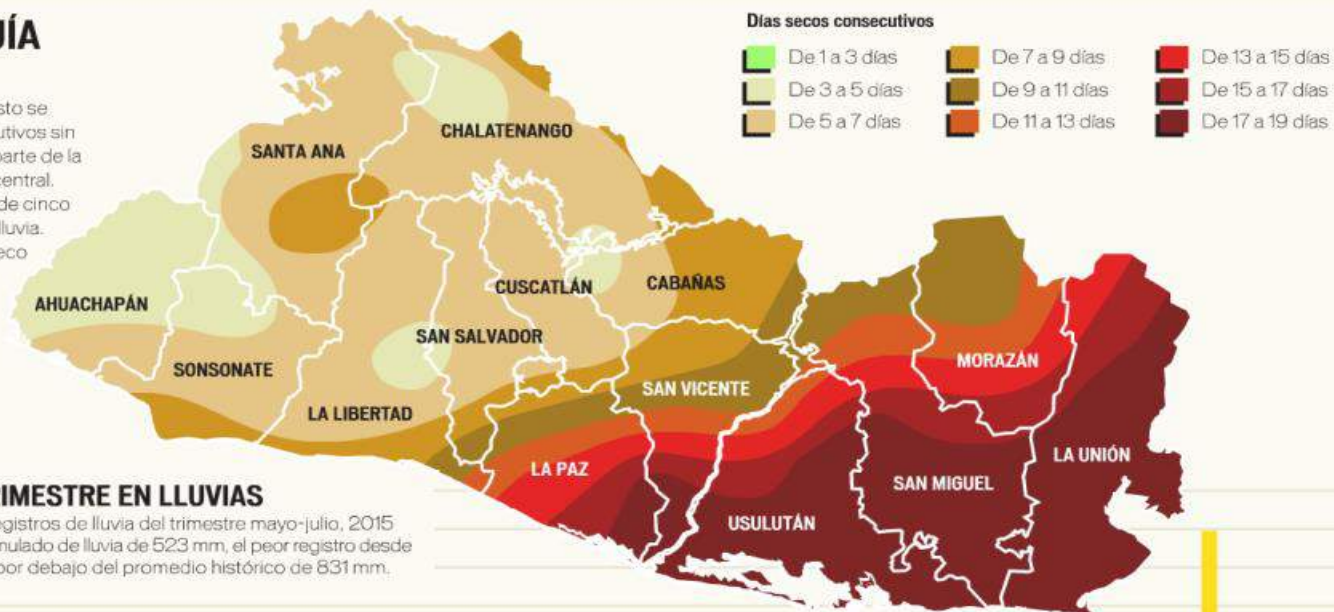 UÍA
sto se
utivos sin
parte de la
central.
de cinco
lluvia.
eco
Días secos consecutivos
De 1 a 3 días
De 3 a 5 días
De 5 a 7 días
De 7 a 9 días
De 9 a 11 días
De 11 a 13 días
De 13 a 15 días
De 15 a 17 días
De 17 a 19 días
CHALATENANGO
SANTA ANA
AHUACHAPÁN
CUSCATLÁN
CABAÑAS
SAN SALVADOR
SONSONATE
MORAZÁN
SAN VICENTE
LA LIBERTAD
LA UNIÓN
LA PAZ
SAN MIGUEL
USULUTÁN
RIMESTRE EN LLUVIAS
egistros de lluvia del trimestre mayo-julio, 2015
mulado de lluvia de 523 mm, el peor registro desde
por debajo del promedio histórico de 831 mm.